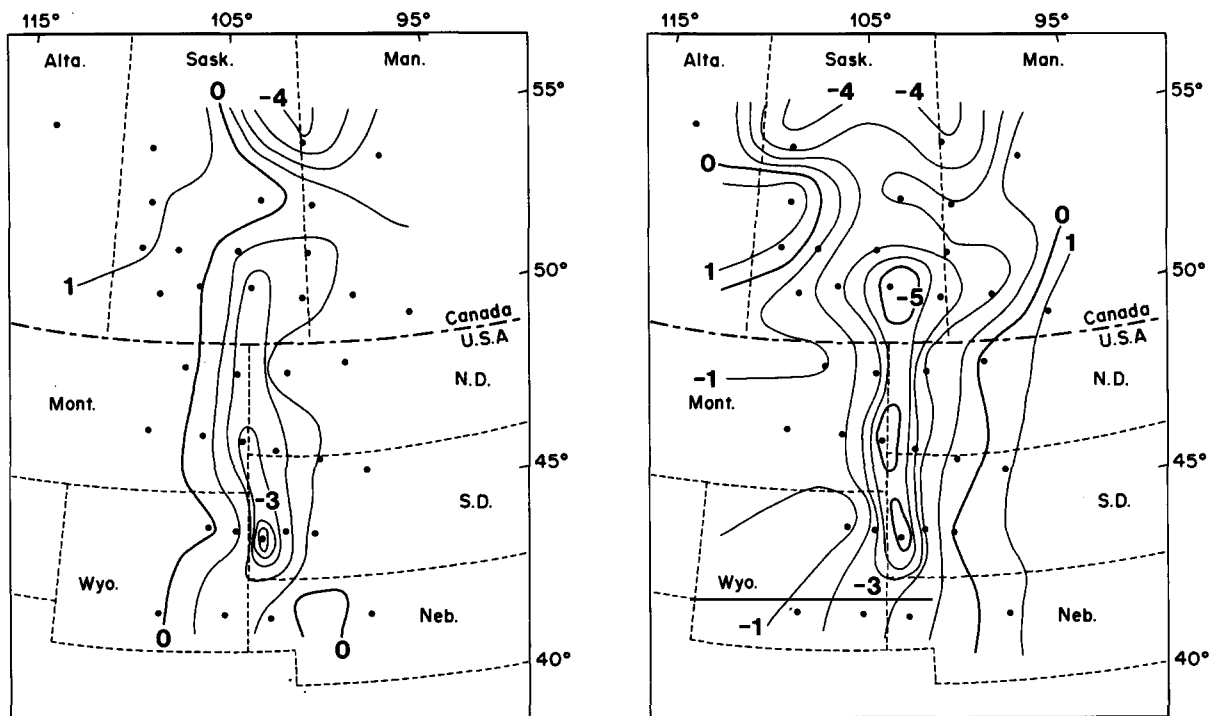 115° 105° 95°
Alta. Sask. Man.
0 -4
55°
1
50°
Canada
U.S.A
N.D.
Mont.
45°
-3
S.D.
Wyo.
Neb.
0 0
40°
115° 105° 95°
Alta. Sask. Man.
-4 -4
55°
0
0
1
1
50°
-5
Canada
U.S.A
-1
N.D.
Mont.
45°
S.D.
Wyo. -3
Neb.
-1
40°